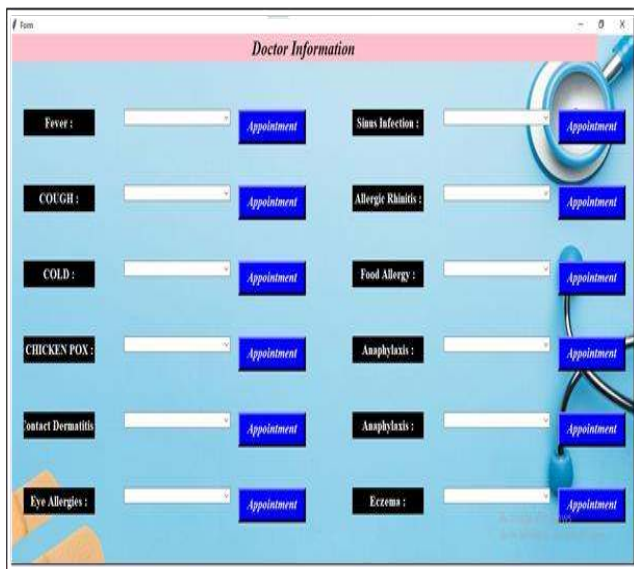 Form
Doctor Information
Fever :
Appointment
Sinus Infection :
Appointment
COUGH :
Appointment
Allergic Rhinitis :
Appointment
COLD :
Appointment
Food Allergy :
Appointment
CHICKEN POX :
Appointment
Anaphylaxis :
Appointment
Contact Dermatitis
Appointment
Anaphylaxis :
Appointment
Eye Allergies :
Appointment
Eczema :
Appointment